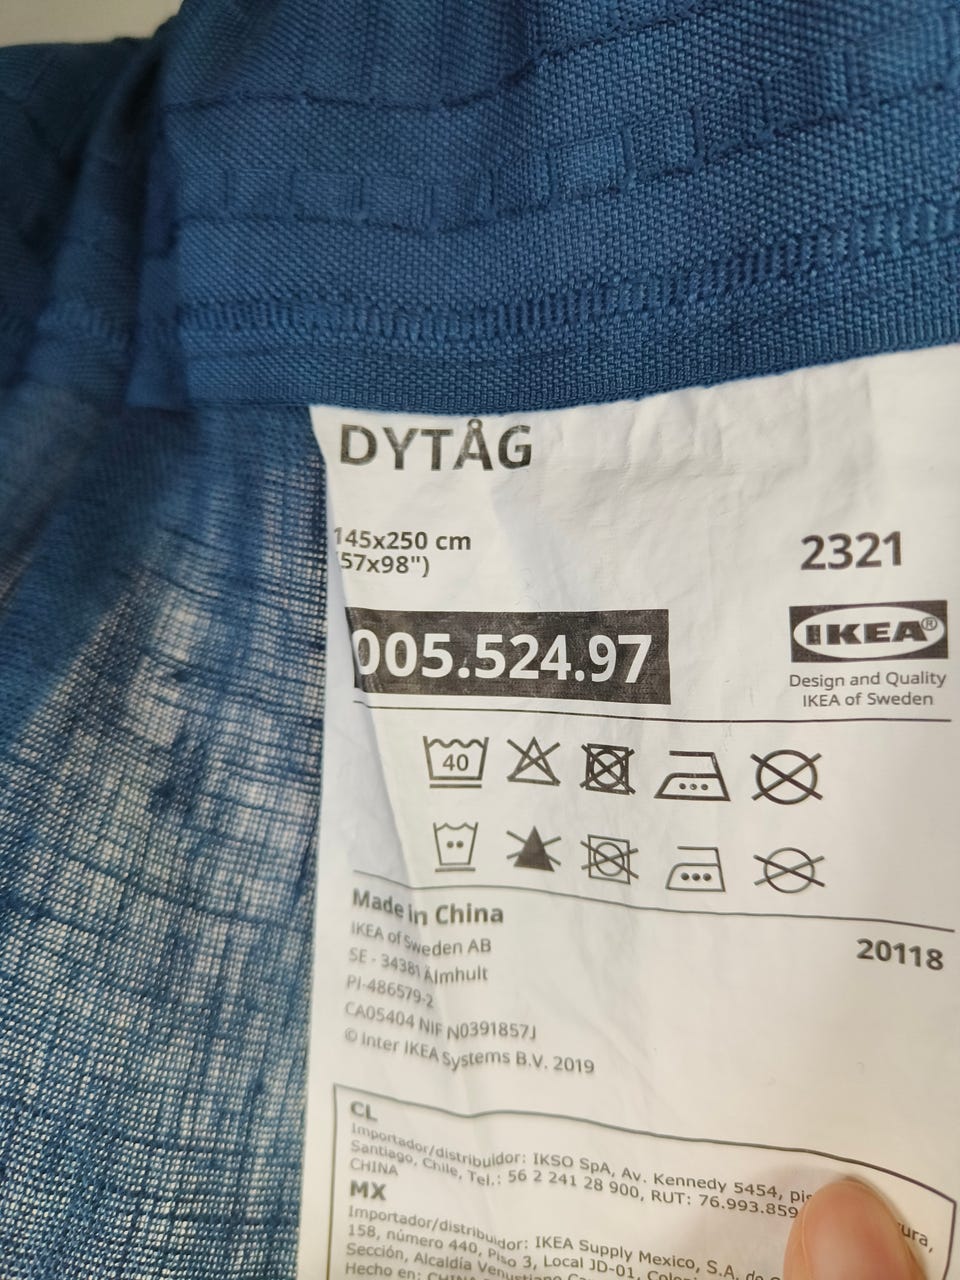 DYTÅG
145x250 cm
(57x98")
2321
005.524.97
IKEA®
Design and Quality
IKEA of Sweden
40
Made in China
IKEA of Sweden AB
SE - 34381 Älmhult
PI-486579-2
CA05404 NIF N0391857J
© Inter IKEA Systems B.V. 2019
20118
CL
Importador/distribuidor: IKSO SpA, Av. Kennedy 5454, pis
Santiago, Chile, Tel.: 56 2 241 28 900, RUT: 76.993.859
CHINA
MX
Importador/distribuidor: IKEA Supply Mexico, S.A. de
158, número 440, Piso 3, Local JD-01,
Sección, Alcaldía Venustiano
Hecho en: CHINA